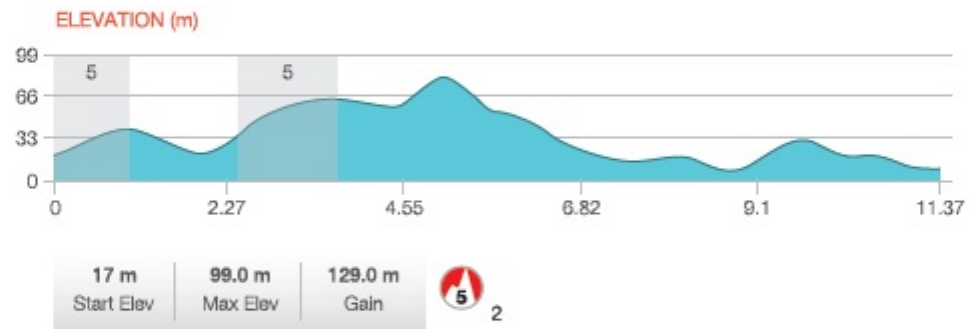 ELEVATION (m)
99
5 5
66
33
0
0 2.27 4.55 6.82 9.1 11.37
17 m 99.0 m 129.0 m
Start Elev Max Elev Gain
5 2